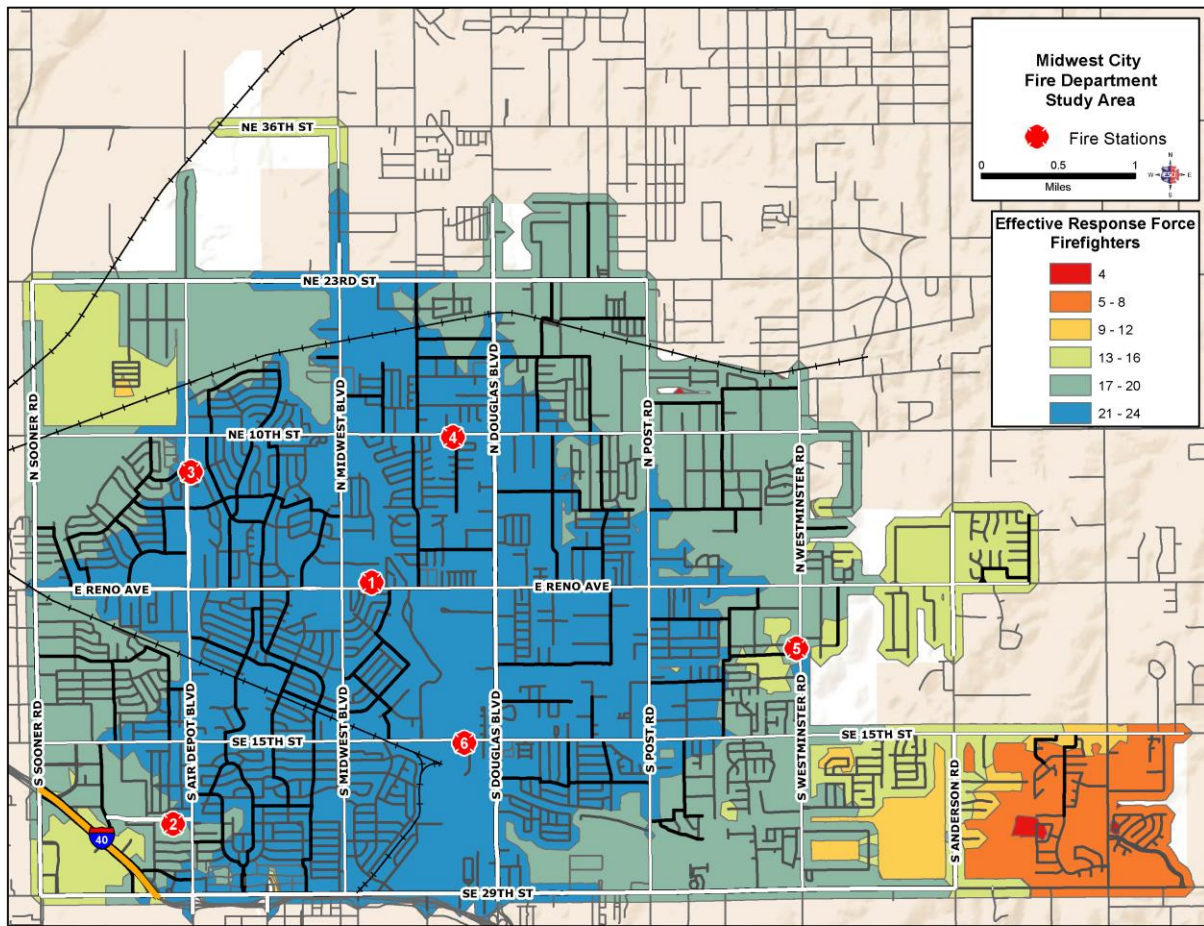 Midwest City
Fire Department
Study Area
Fire Stations
0 0.5 1
Miles
N
W E
S
Effective Response Force
Firefighters
4
5 - 8
9 - 12
13 - 16
17 - 20
21 - 24
NE 36TH ST
NE 23RD ST
N SOONER RD
N MIDWEST BLVD
N DOUGLAS BLVD
N POST RD
NE 10TH ST
4
3
N WESTMINSTER RD
1
E RENO AVE
E RENO AVE
5
S SOONER RD
S AIR DEPOT BLVD
S MIDWEST BLVD
S DOUGLAS BLVD
S POST RD
S WESTMINSTER RD
SE 15TH ST
6
SE 15TH ST
S ANDERSON RD
2
40
SE 29TH ST